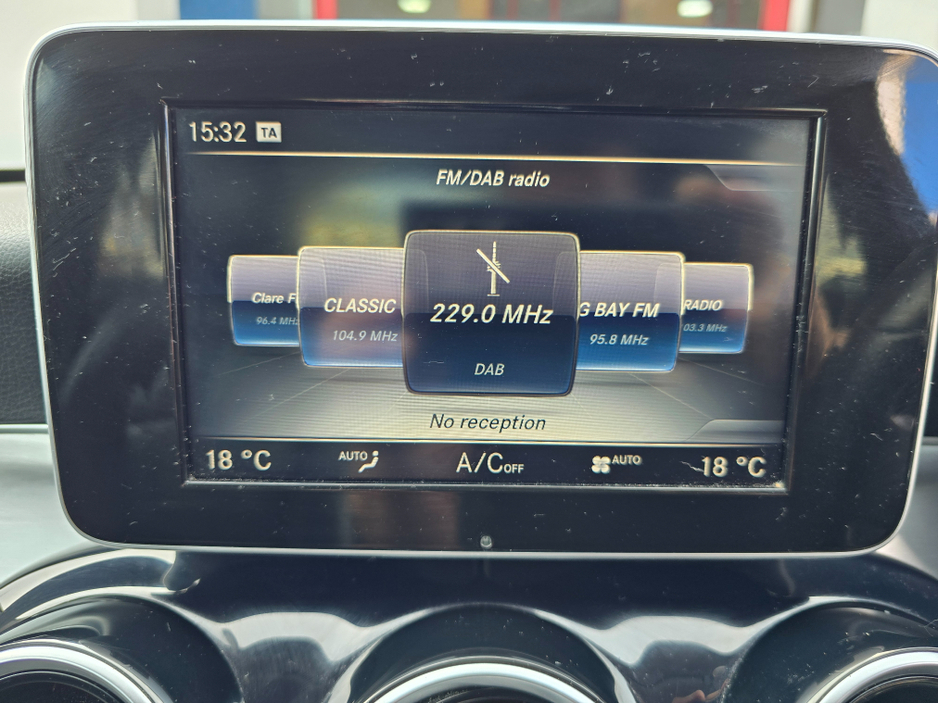 15:32 TA
FM/DAB radio
Clare F
96.4 MHz
CLASSIC
104.9 MHz
229.0 MHz
DAB
G BAY FM
95.8 MHz
RADIO
03.3 MHz
No reception
18 °C AUTO A/C OFF AUTO 18 °C